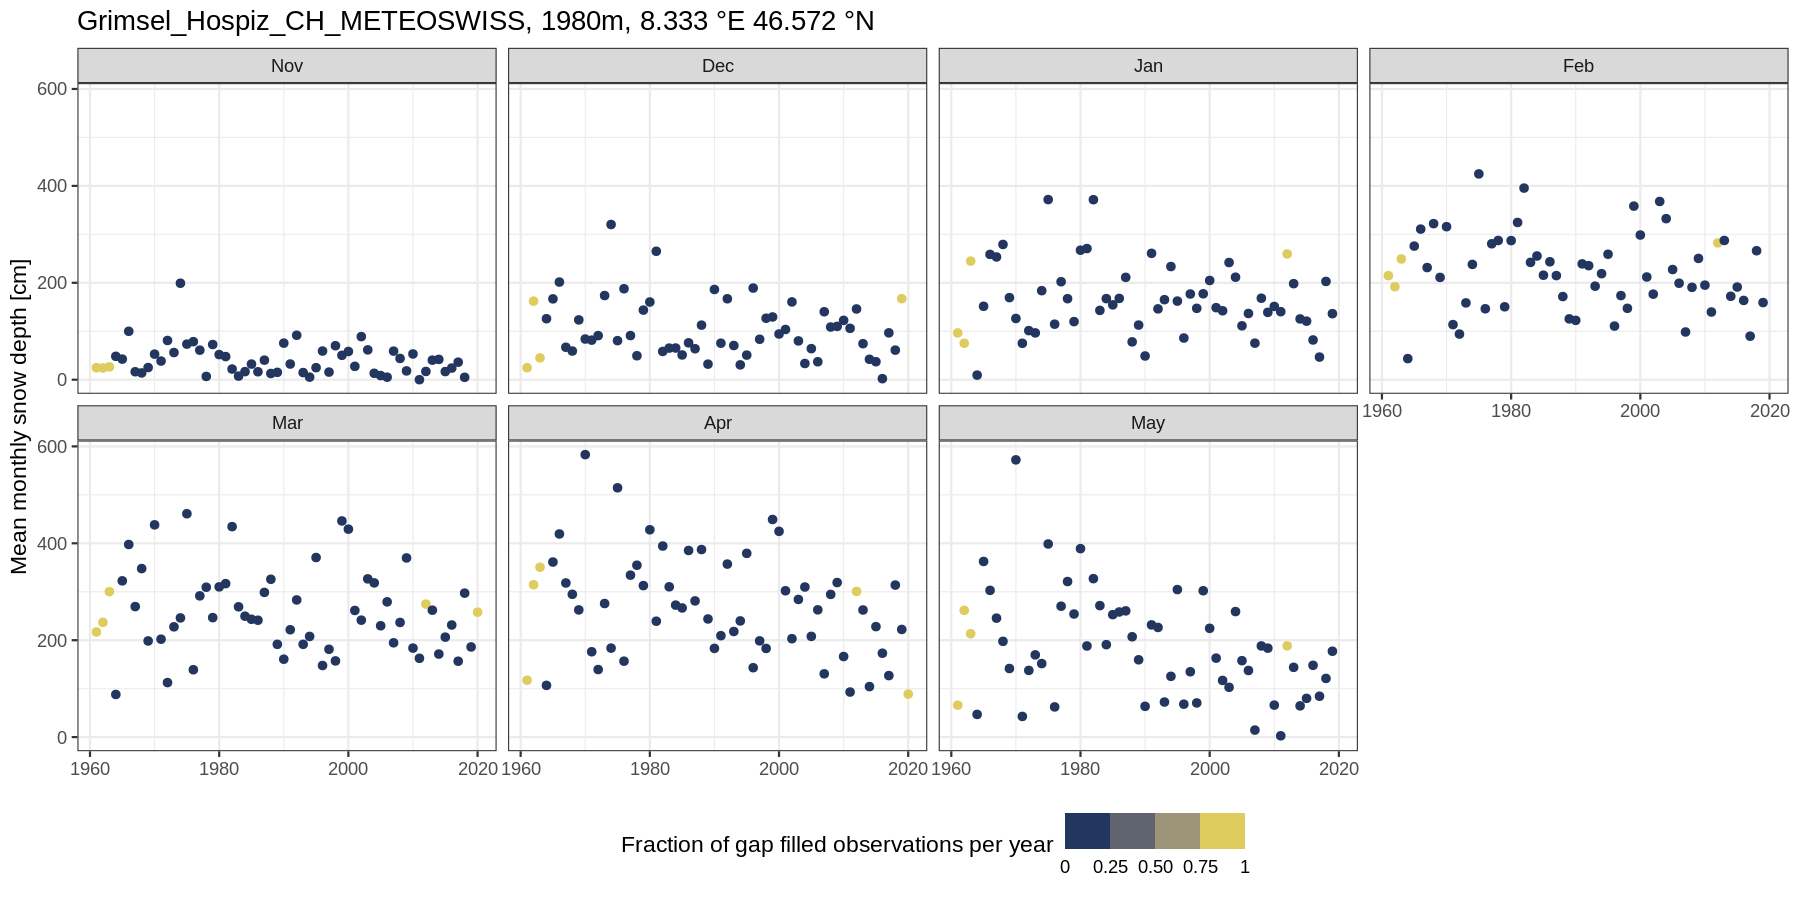 Grimsel_Hospiz_CH_METEOSWISS, 1980m, 8.333 °E 46.572 °N
Nov
Dec
Jan
Feb
600
400
200
0
1960
1980
2000
2020
Mean monthly snow depth [cm]
Mar
Apr
May
600
400
200
0
1960
1980
2000
2020
1960
1980
2000
2020
1960
1980
2000
2020
Fraction of gap filled observations per year
0
0.25
0.50
0.75
1